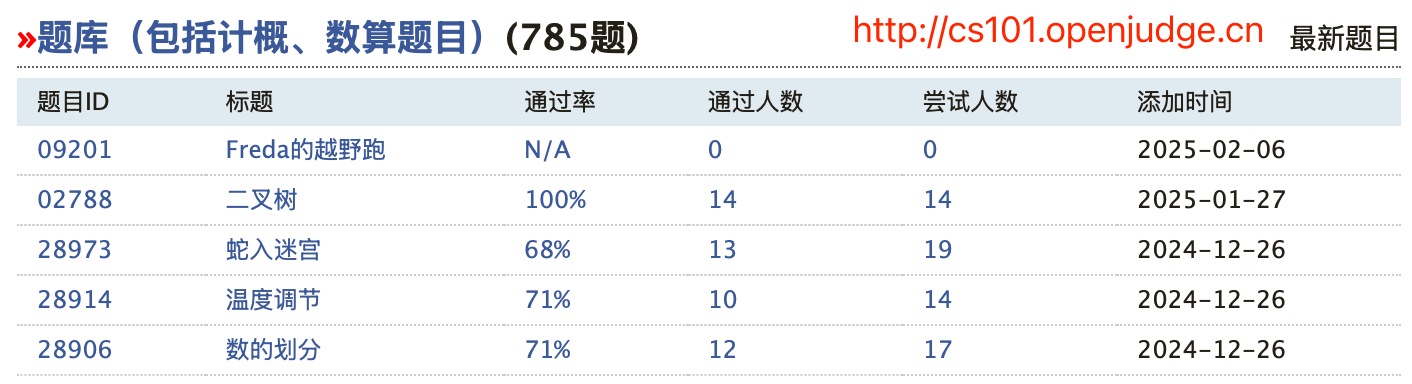 »题库（包括计概、数算题目）(785题) http://cs101.openjudge.cn 最新题目
题目ID 标题 通过率 通过人数 尝试人数 添加时间
09201 Freda的越野跑 N/A 0 0 2025-02-06
02788 二叉树 100% 14 14 2025-01-27
28973 蛇入迷宫 68% 13 19 2024-12-26
28914 温度调节 71% 10 14 2024-12-26
28906 数的划分 71% 12 17 2024-12-26